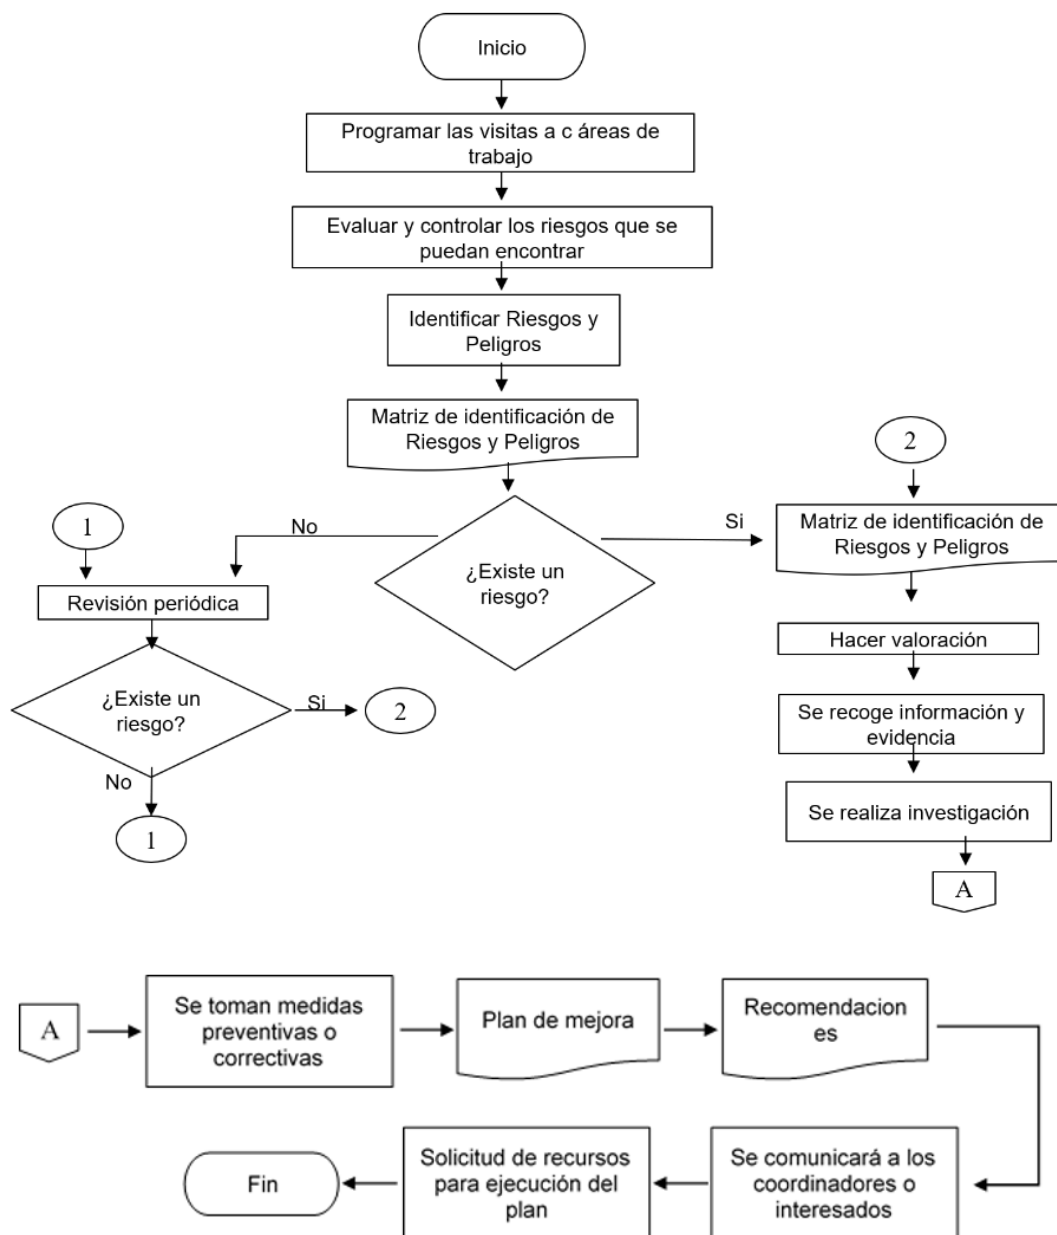 Inicio
Programar las visitas a c áreas de
trabajo
Evaluar y controlar los riesgos que se
puedan encontrar
Identificar Riesgos y
Peligros
Matriz de identificación de
Riesgos y Peligros
¿Existe un
riesgo?
No
Si
1
Revisión periódica
¿Existe un
riesgo?
Si
2
No
1
2
Matriz de identificación de
Riesgos y Peligros
Hacer valoración
Se recoge información y
evidencia
Se realiza investigación
A
A
Se toman medidas
preventivas o
correctivas
Plan de mejora
Recomendacion
es
Se comunicará a los
coordinadores o
interesados
Solicitud de recursos
para ejecución del
plan
Fin